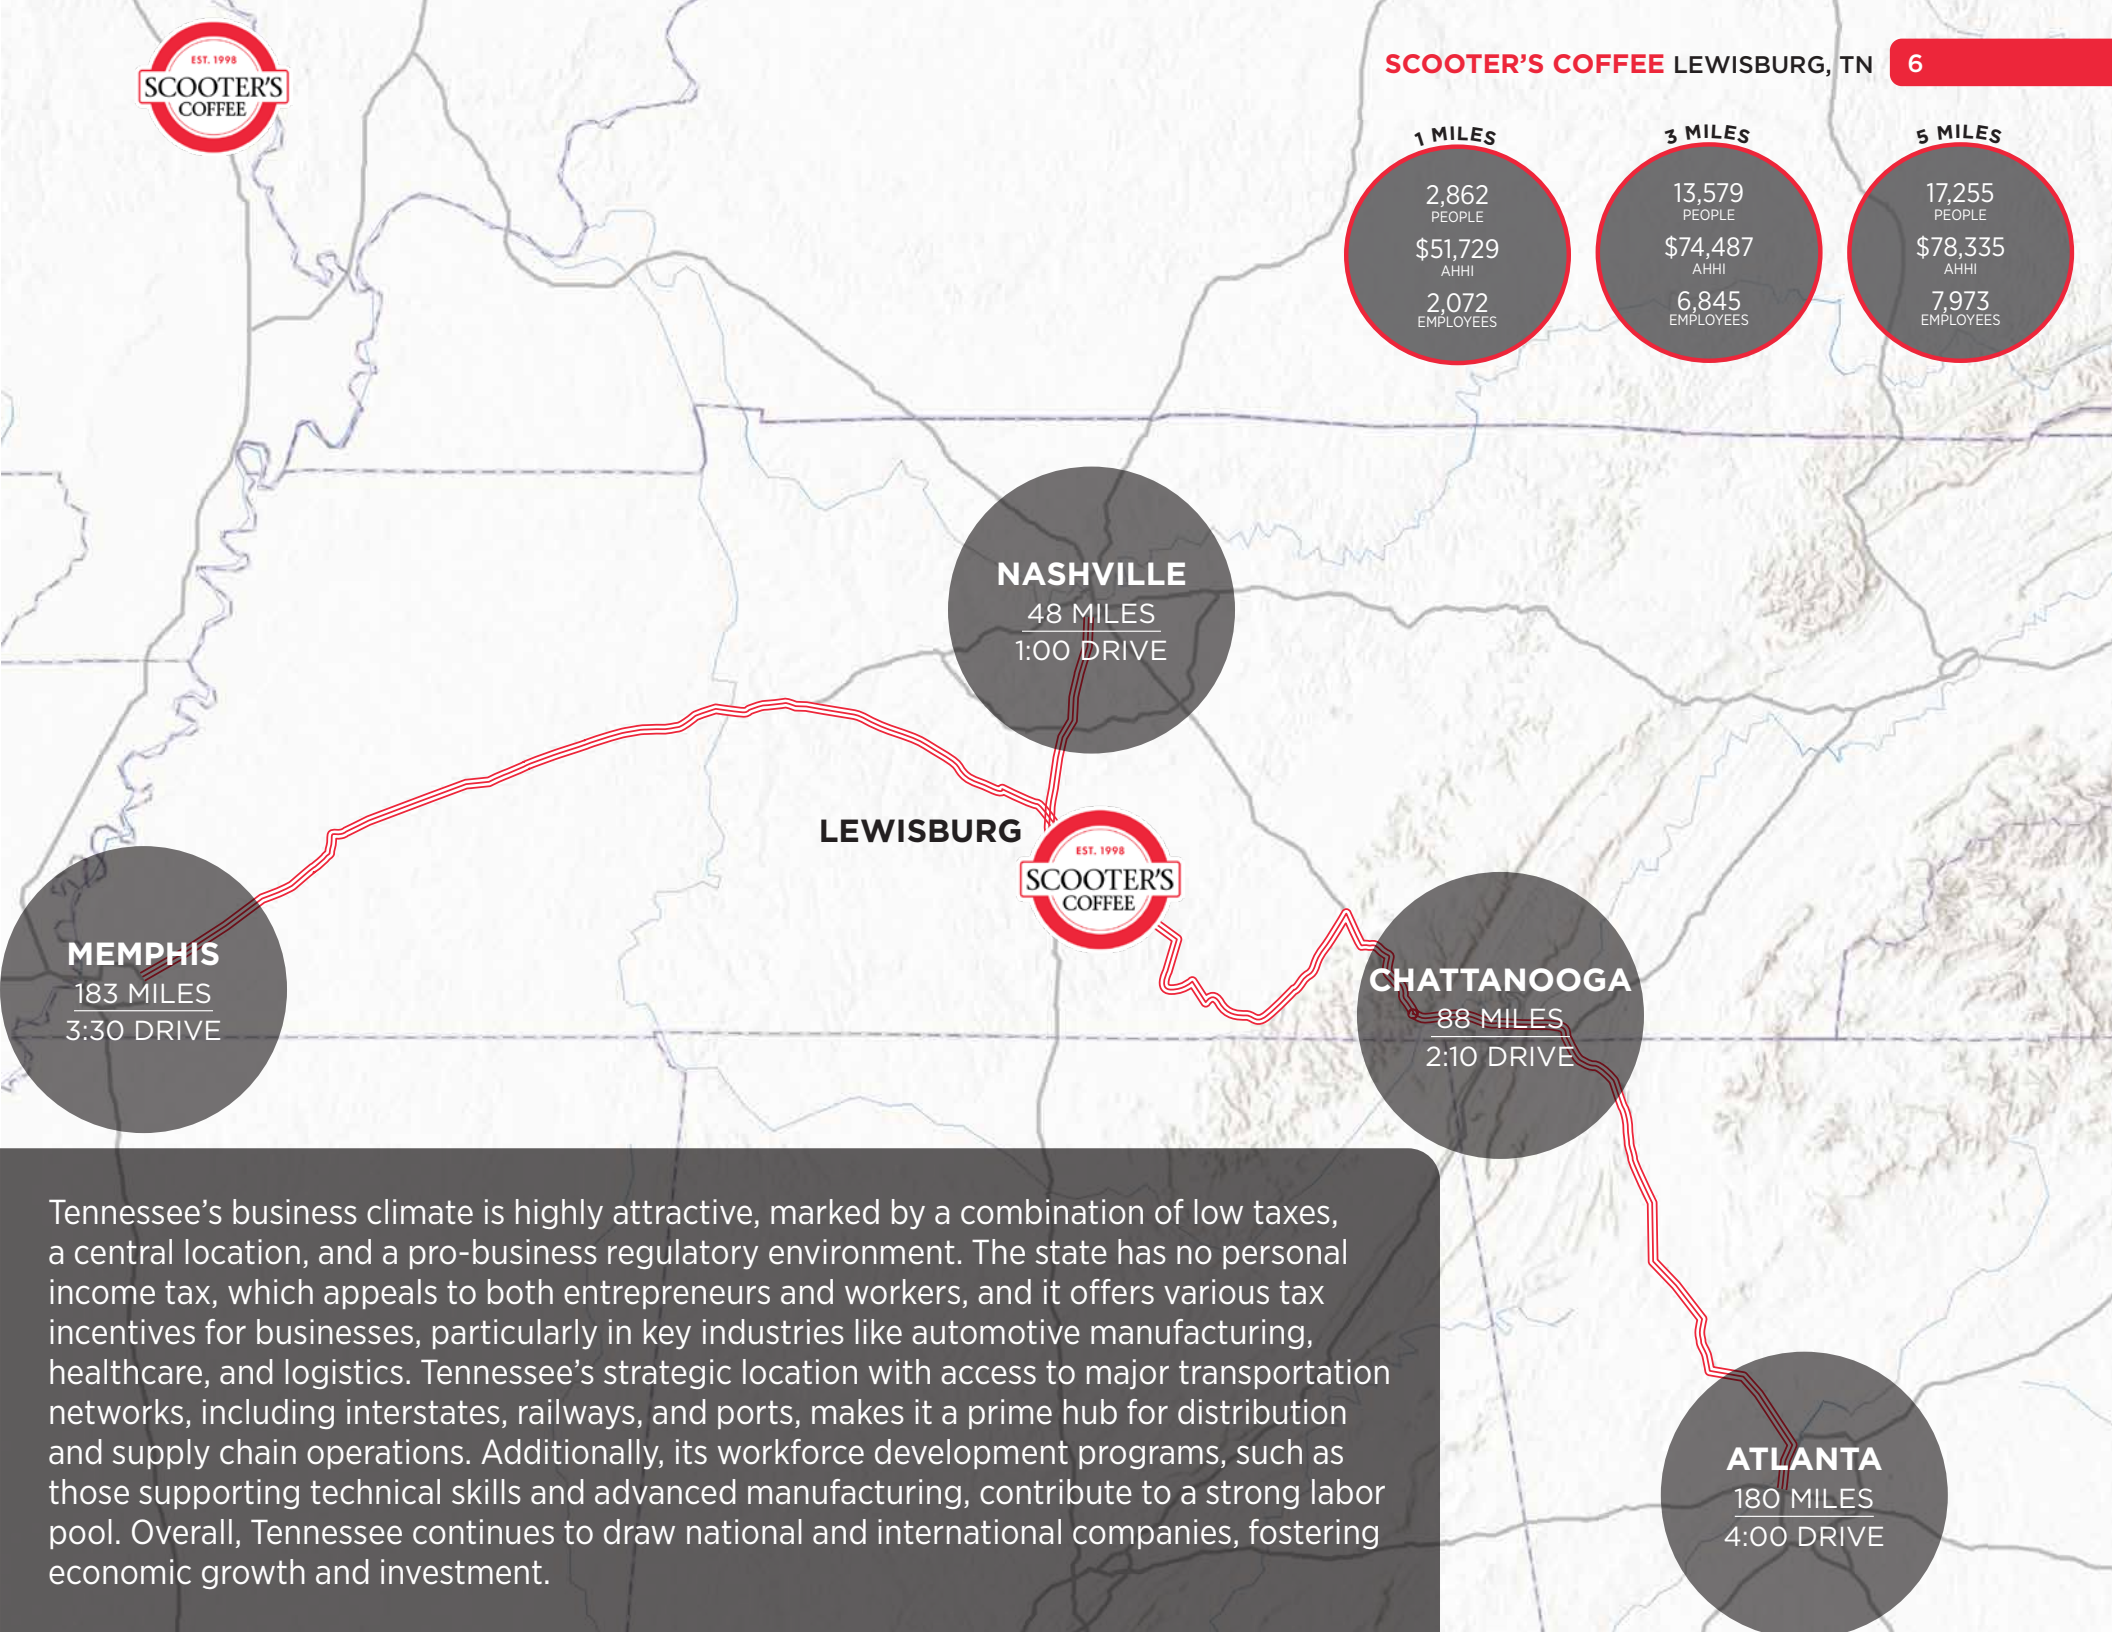 EST. 1998
SCOOTER'S
COFFEE
SCOOTER'S COFFEE LEWISBURG, TN 6
1 MILES
2,862
PEOPLE
$51,729
AHHI
2,072
EMPLOYEES
3 MILES
13,579
PEOPLE
$74,487
AHHI
6,845
EMPLOYEES
5 MILES
17,255
PEOPLE
$78,335
AHHI
7,973
EMPLOYEES
NASHVILLE
48 MILES
1:00 DRIVE
LEWISBURG
EST. 1998
SCOOTER'S
COFFEE
MEMPHIS
183 MILES
3:30 DRIVE
CHATTANOOGA
88 MILES
2:10 DRIVE
ATLANTA
180 MILES
4:00 DRIVE
Tennessee's business climate is highly attractive, marked by a combination of low taxes,
a central location, and a pro-business regulatory environment. The state has no personal
income tax, which appeals to both entrepreneurs and workers, and it offers various tax
incentives for businesses, particularly in key industries like automotive manufacturing,
healthcare, and logistics. Tennessee's strategic location with access to major transportation
networks, including interstates, railways, and ports, makes it a prime hub for distribution
and supply chain operations. Additionally, its workforce development programs, such as
those supporting technical skills and advanced manufacturing, contribute to a strong labor
pool. Overall, Tennessee continues to draw national and international companies, fostering
economic growth and investment.